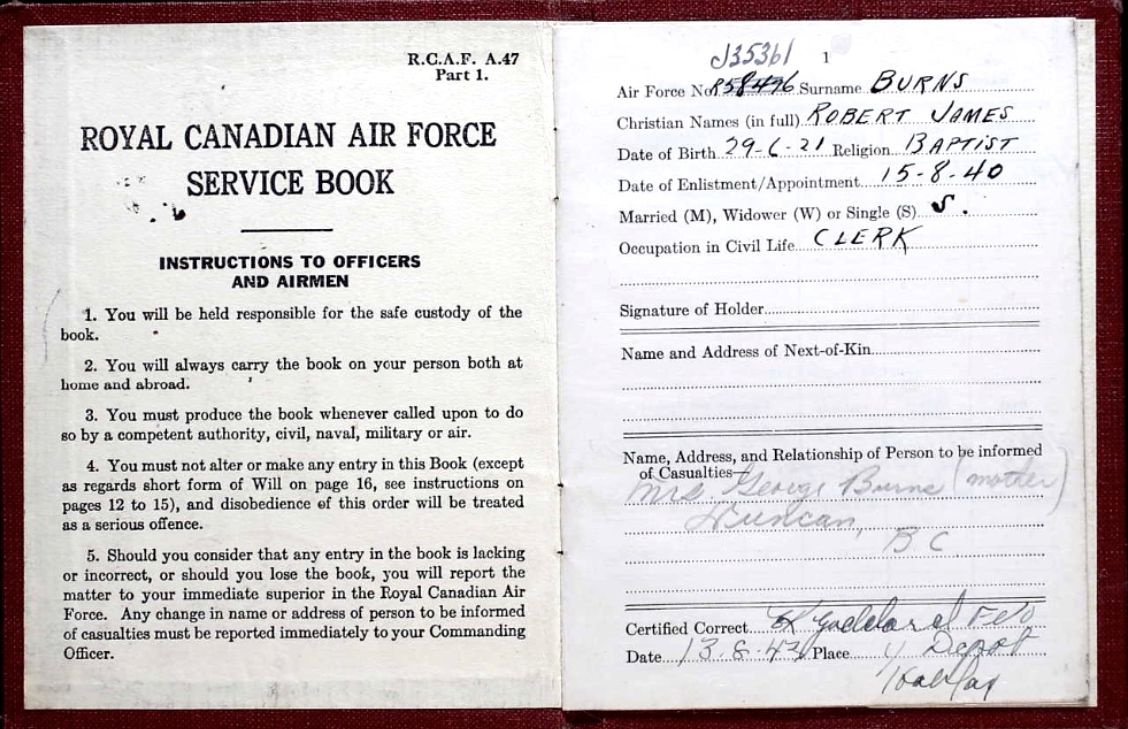 R.C.A.F. A.47
Part 1.
ROYAL CANADIAN AIR FORCE
SERVICE BOOK
INSTRUCTIONS TO OFFICERS
AND AIRMEN
1. You will be held responsible for the safe custody of the
book.
2. You will always carry the book on your person both at
home and abroad.
3. You must produce the book whenever called upon to do
so by a competent authority, civil, naval, military or air.
4. You must not alter or make any entry in this Book (except
as regards short form of Will on page 16, see instructions on
pages 12 to 15), and disobedience of this order will be treated
as a serious offence.
5. Should you consider that any entry in the book is lacking
or incorrect, or should you lose the book, you will report the
matter to your immediate superior in the Royal Canadian Air
Force. Any change in name or address of person to be informed
of casualties must be reported immediately to your Commanding
Officer.
J35361 1
Air Force No. Surname BURNS
Christian Names (in full) ROBERT JAMES
Date of Birth 29-6-21 Religion BAPTIST
Date of Enlistment/Appointment 15-8-40
Married (M), Widower (W) or Single (S) S.
Occupation in Civil Life CLERK
Signature of Holder
Name and Address of Next-of-Kin
Name, Address, and Relationship of Person to be informed
of Casualties—
Mrs. George Burns (mother)
Duncan,
B C
Certified Correct Goddard F/O
Date 13.8.43 Place Y Depot
Halifax